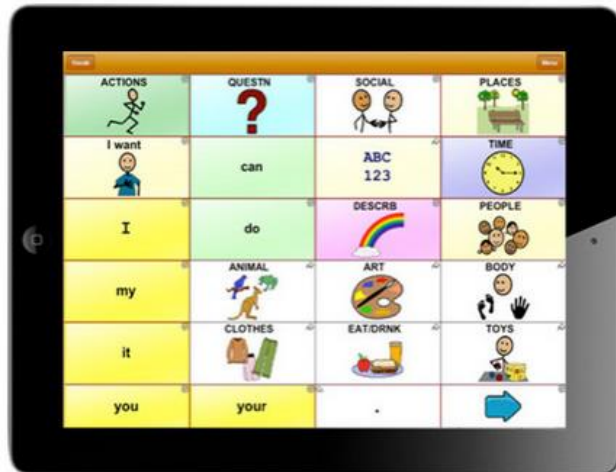 Menu
ACTIONS QUESTN SOCIAL PLACES
I want can ABC TIME
123
I do DESCRB PEOPLE
my ANIMAL ART BODY
it CLOTHES EAT/DRNK TOYS
you your .